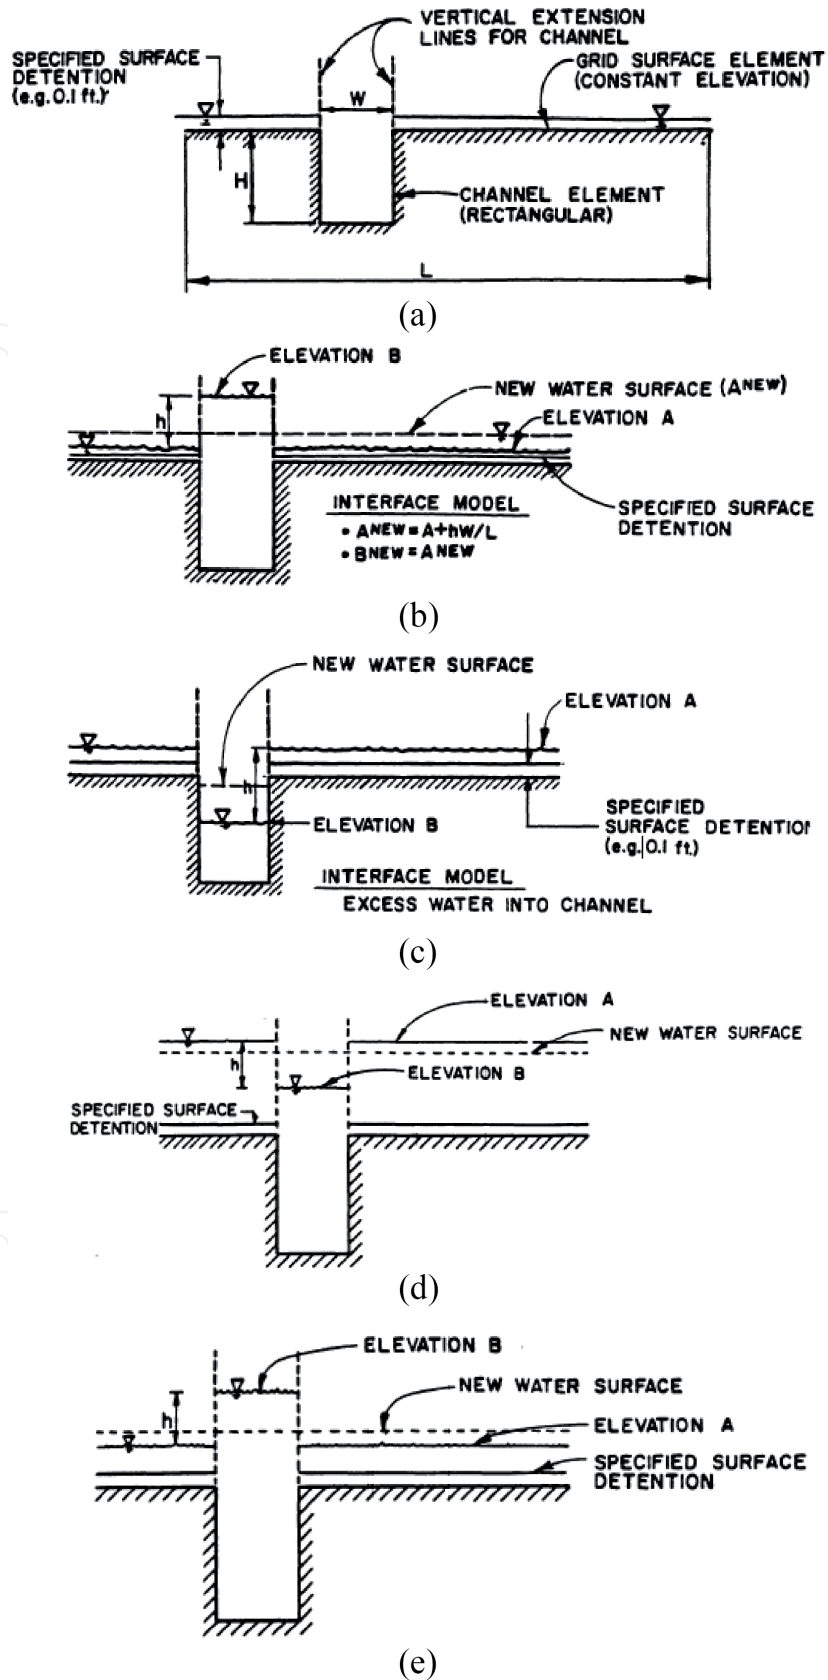 VERTICAL EXTENSION
LINES FOR CHANNEL
SPECIFIED SURFACE
DETENTION
(e.g. 0.1 ft.)
GRID SURFACE ELEMENT
(CONSTANT ELEVATION)
W
H
CHANNEL ELEMENT
(RECTANGULAR)
L
(a)
ELEVATION B
NEW WATER SURFACE (Aᴺᴱᵂ)
h
ELEVATION A
SPECIFIED SURFACE
DETENTION
INTERFACE MODEL
• Aᴺᴱᵂ=A+hW/L
• Bᴺᴱᵂ=Aᴺᴱᵂ
(b)
NEW WATER SURFACE
ELEVATION A
h
ELEVATION B
SPECIFIED
SURFACE DETENTION
(e.g. 0.1 ft.)
INTERFACE MODEL
EXCESS WATER INTO CHANNEL
(c)
ELEVATION A
NEW WATER SURFACE
h
ELEVATION B
SPECIFIED SURFACE
DETENTION
(d)
ELEVATION B
NEW WATER SURFACE
h
ELEVATION A
SPECIFIED SURFACE
DETENTION
(e)